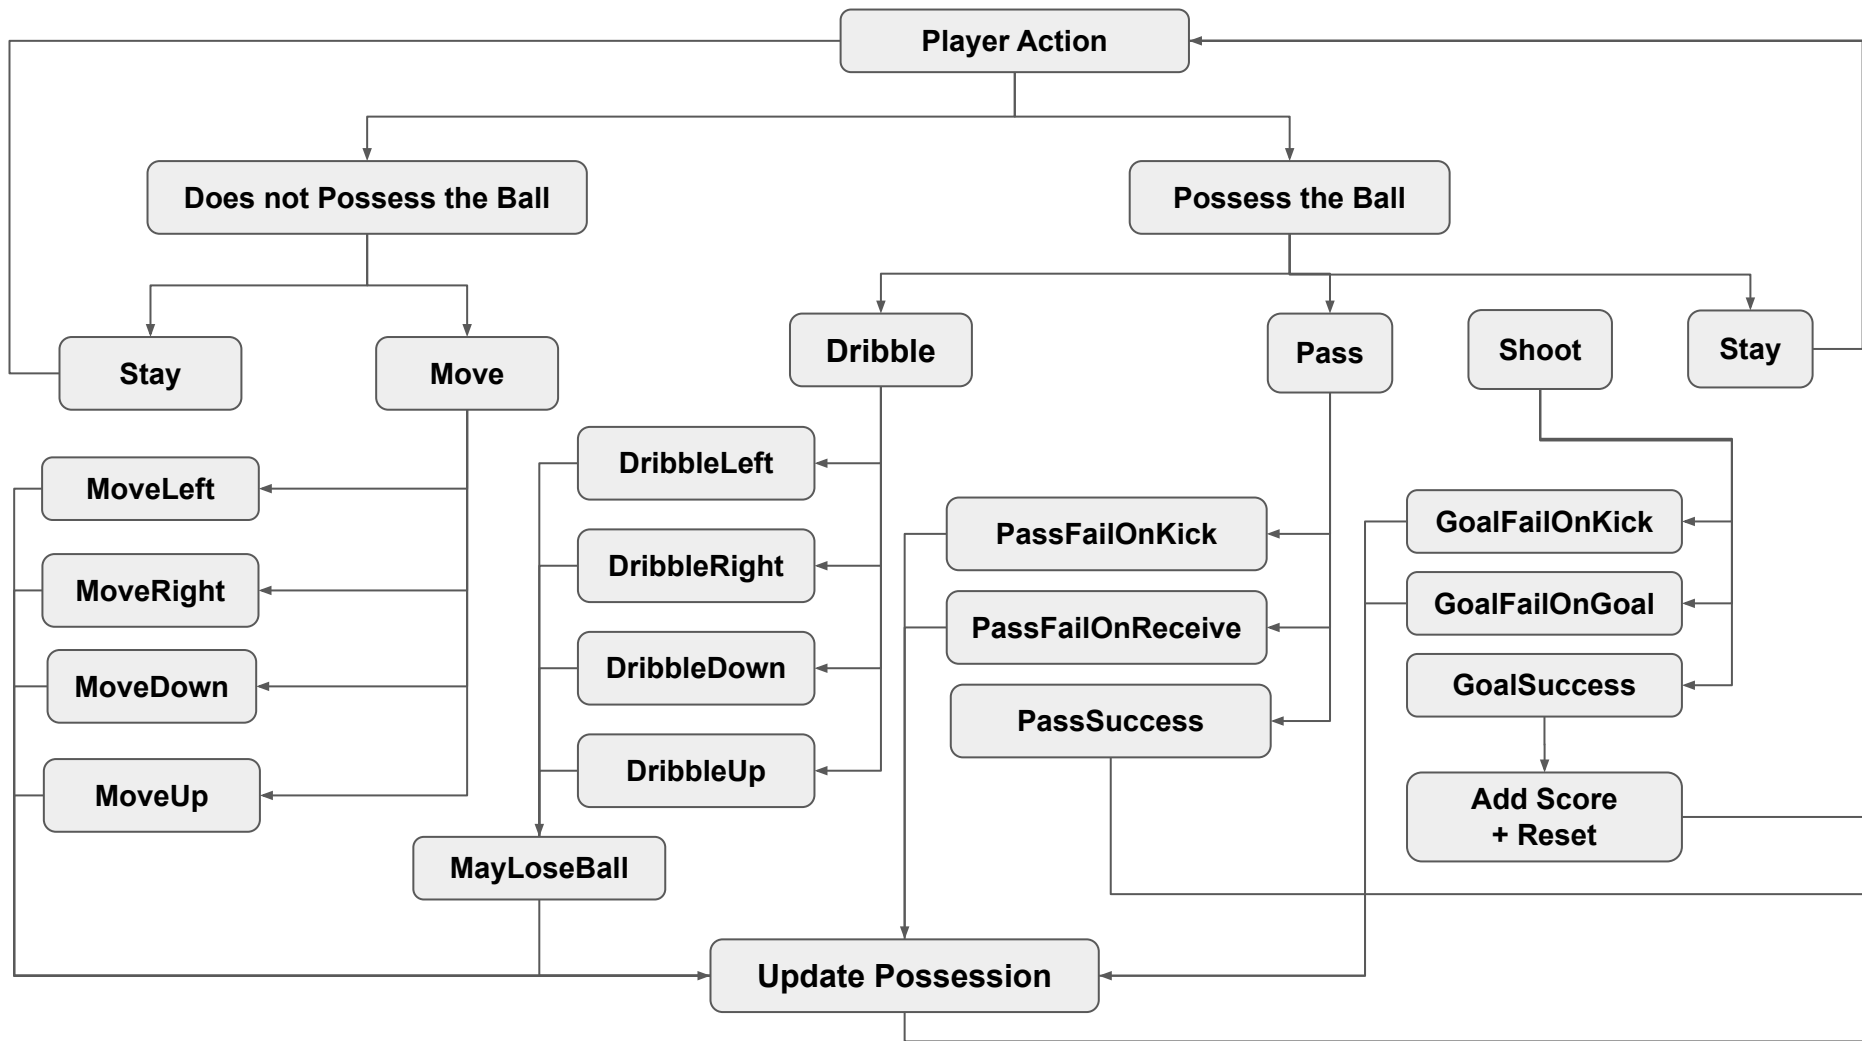 Player Action
Does not Possess the Ball
Possess the Ball
Stay
Move
Dribble
Pass
Shoot
Stay
MoveLeft
MoveRight
MoveDown
MoveUp
DribbleLeft
DribbleRight
DribbleDown
DribbleUp
MayLoseBall
PassFailOnKick
PassFailOnReceive
PassSuccess
GoalFailOnKick
GoalFailOnGoal
GoalSuccess
Add Score
+ Reset
Update Possession